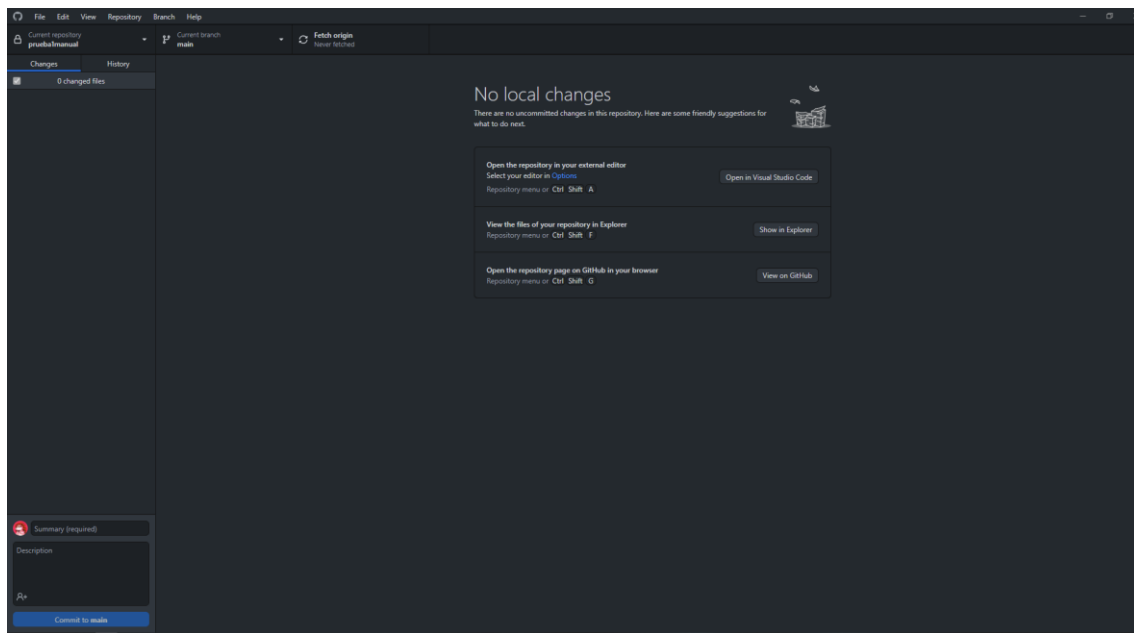 File Edit View Repository Branch Help
Current repository
prueba1manual
Current branch
main
Fetch origin
Never fetched
Changes History
0 changed files
No local changes
There are no uncommitted changes in this repository. Here are some friendly suggestions for
what to do next.
Open the repository in your external editor
Select your editor in Options
Repository menu or Ctrl Shift A
Open in Visual Studio Code
View the files of your repository in Explorer
Repository menu or Ctrl Shift F
Show in Explorer
Open the repository page on GitHub in your browser
Repository menu or Ctrl Shift G
View on GitHub
Summary (required)
Description
Commit to main